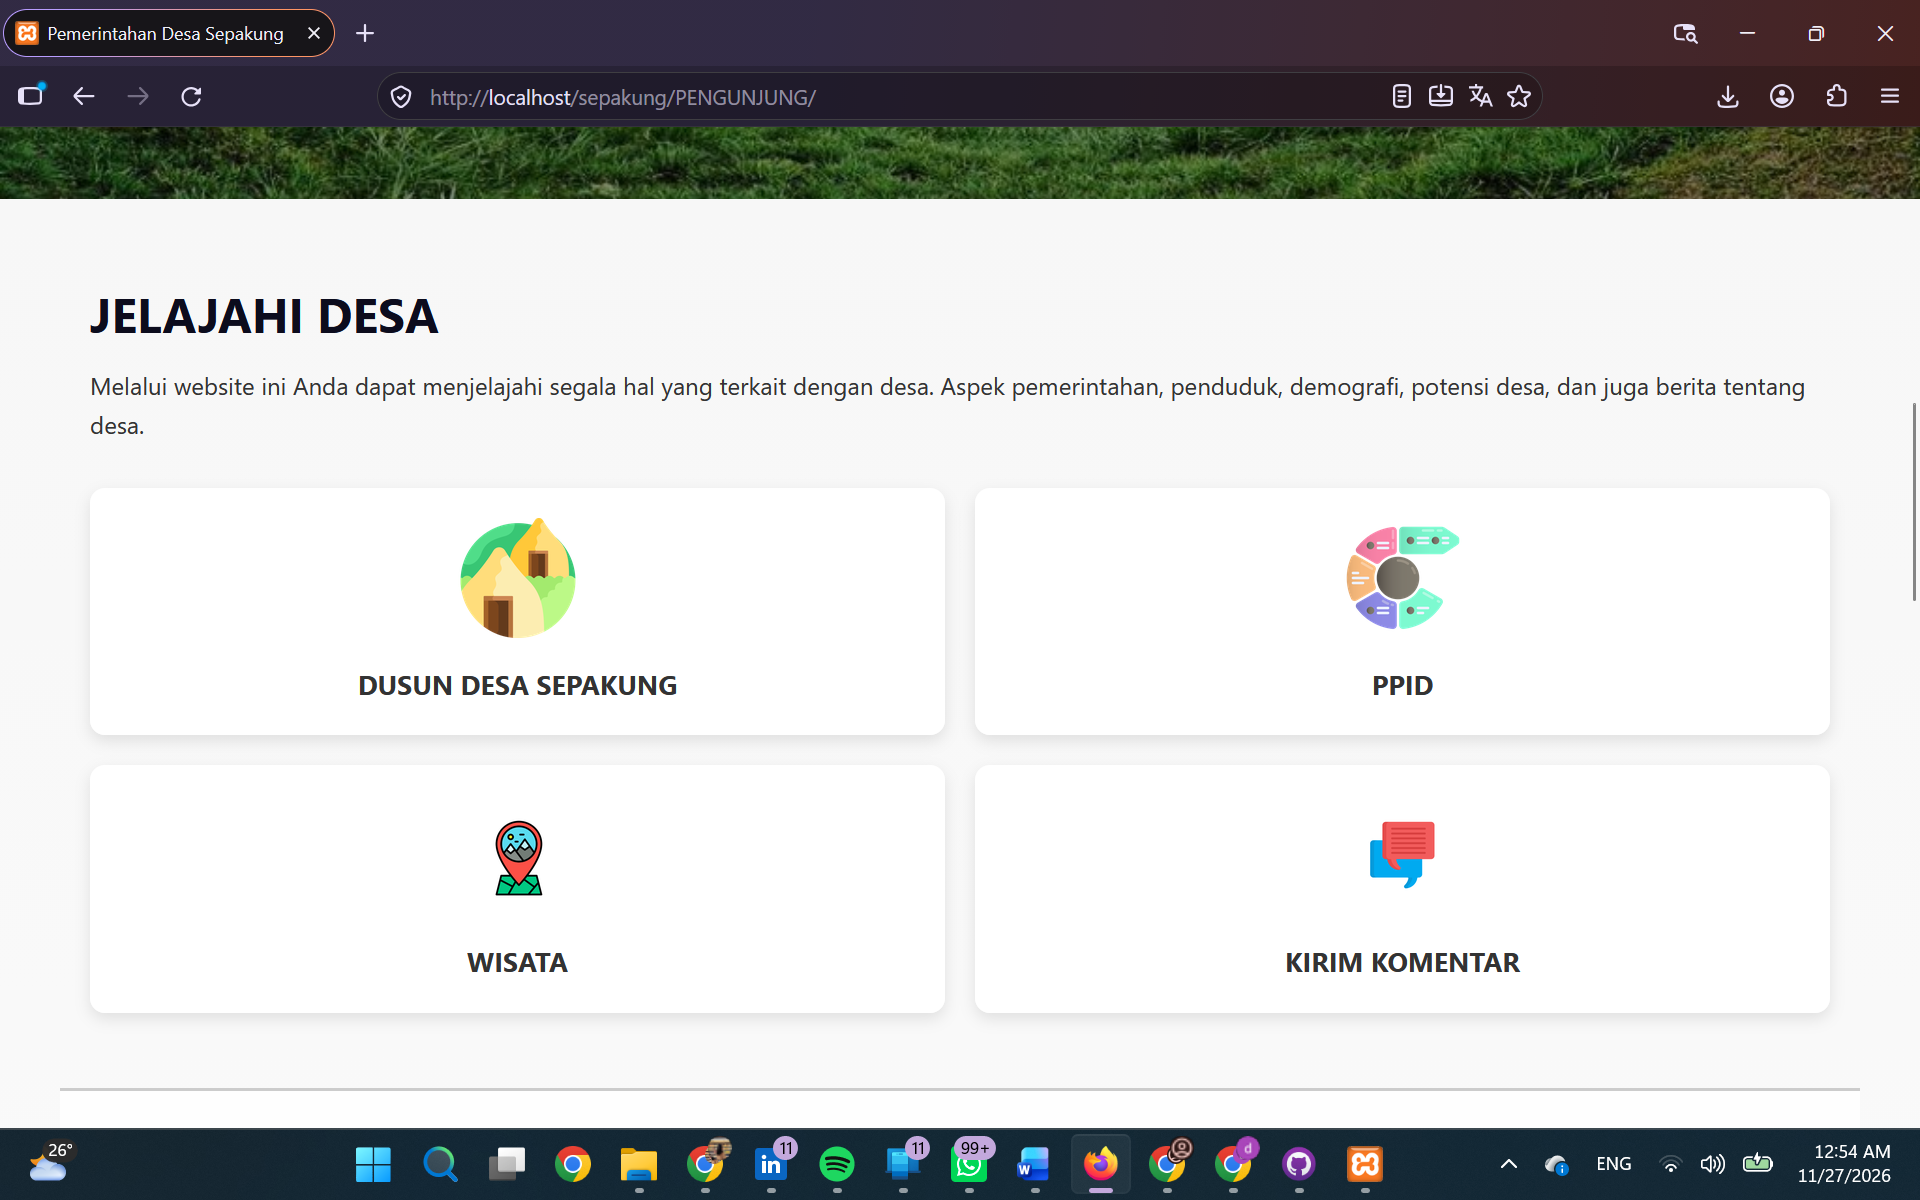 Pemerintahan Desa Sepakung
http://localhost/sepakung/PENGUNJUNG/
JELAJAHI DESA
Melalui website ini Anda dapat menjelajahi segala hal yang terkait dengan desa. Aspek pemerintahan, penduduk, demografi, potensi desa, dan juga berita tentang
desa.
DUSUN DESA SEPAKUNG
PPID
WISATA
KIRIM KOMENTAR
26°
11
11
99+
d
ENG
12:54 AM
11/27/2026